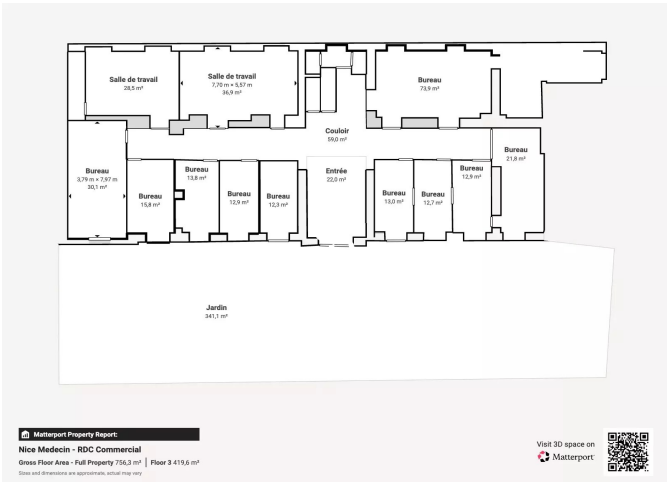 Salle de travail
28,5 m²
Salle de travail
7,70 m × 5,57 m
36,9 m²
Bureau
73,9 m²
Couloir
59,0 m²
Bureau
21,8 m²
Bureau
3,79 m × 7,97 m
30,1 m²
Bureau
15,8 m²
Bureau
13,8 m²
Bureau
12,9 m²
Bureau
12,3 m²
Entrée
22,0 m²
Bureau
13,0 m²
Bureau
12,7 m²
Bureau
12,9 m²
Jardin
341,1 m²
Matterport Property Report:
Nice Medecin - RDC Commercial
Gross Floor Area - Full Property 756,3 m² | Floor 3 419,6 m²
Sizes and dimensions are approximate, actual may vary
Visit 3D space on
Matterport